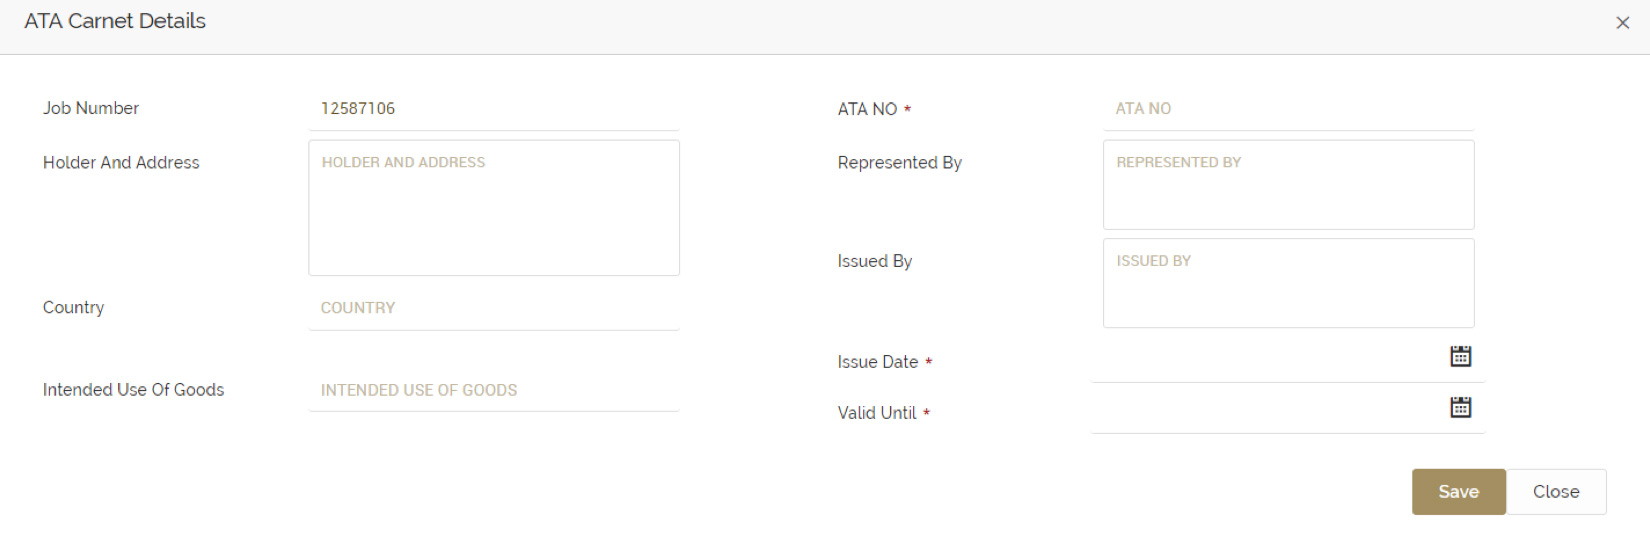 ATA Carnet Details
Job Number
12587106
ATA NO *
ATA NO
Holder And Address
HOLDER AND ADDRESS
Represented By
REPRESENTED BY
Issued By
ISSUED BY
Country
COUNTRY
Issue Date *
Intended Use Of Goods
INTENDED USE OF GOODS
Valid Until *
Save
Close